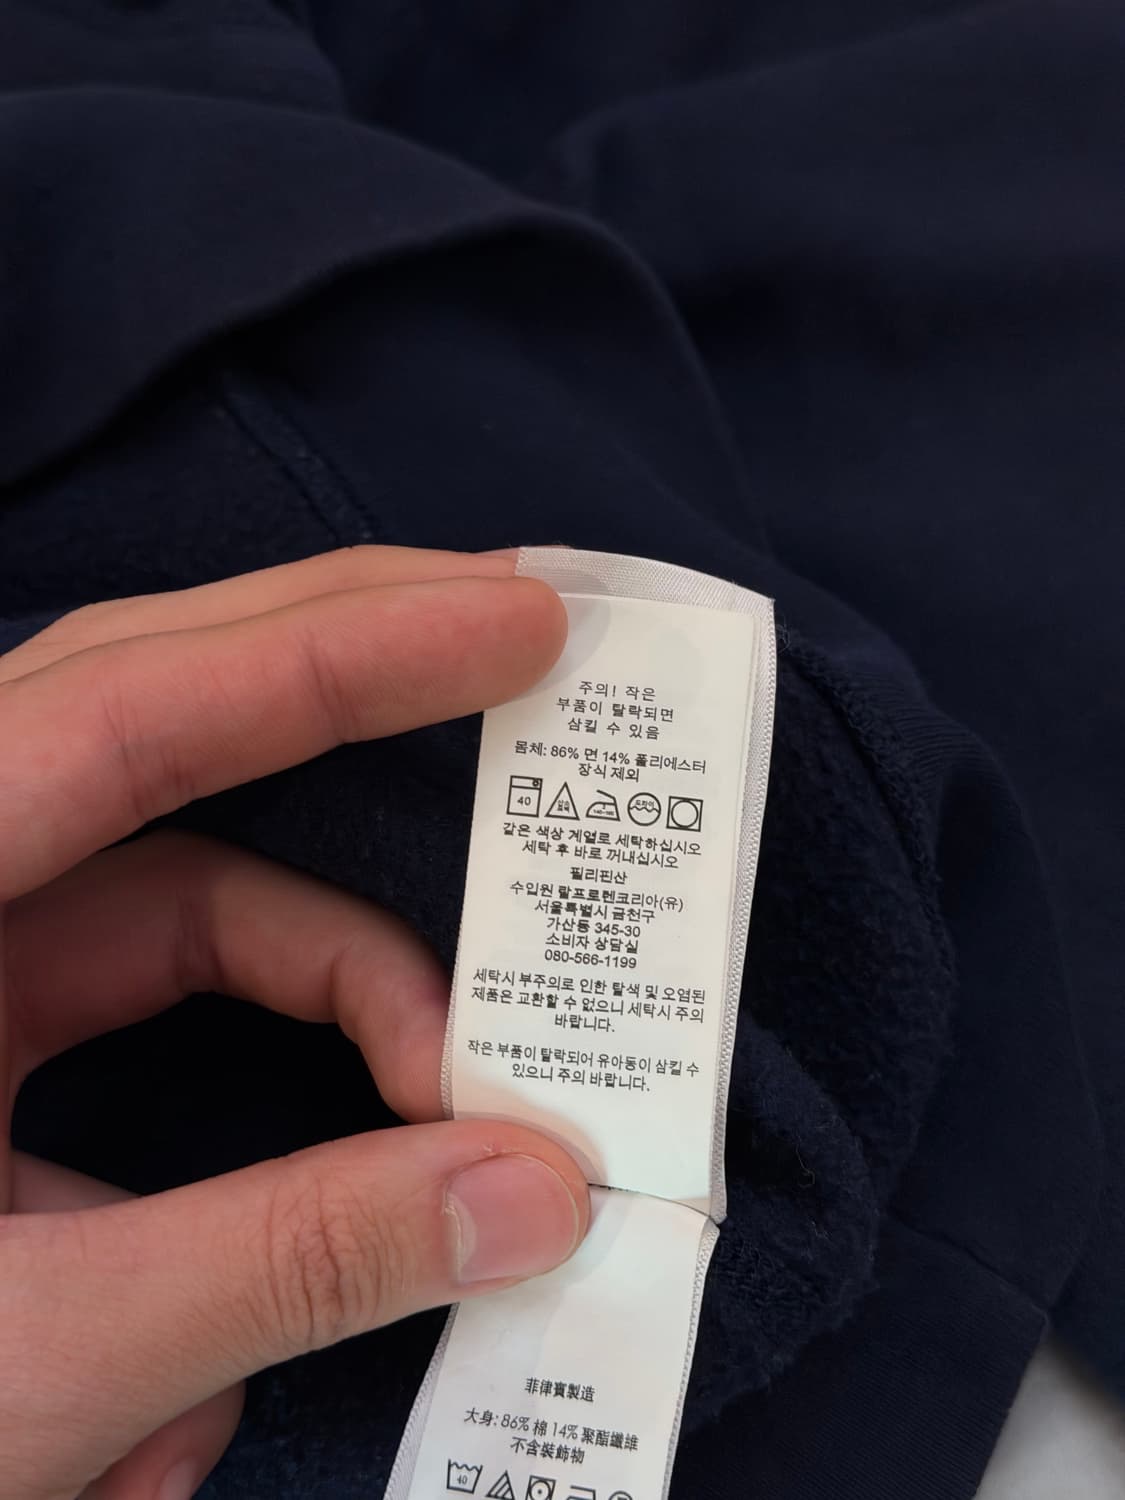 주의! 작은
부품이 탈락되면
삼킬 수 있음
몸체: 86% 면 14% 폴리에스터
장식 제외
40 드라이
같은 색상 계열로 세탁하십시오
세탁 후 바로 꺼내십시오
필리핀산
수입원 랄프로렌코리아(유)
서울특별시 금천구
가산동 345-30
소비자 상담실
080-566-1199
세탁시 부주의로 인한 탈색 및 오염된
제품은 교환할 수 없으니 세탁시 주의
바랍니다.
작은 부품이 탈락되어 유아동이 삼킬 수
있으니 주의 바랍니다.
菲律賓製造
大身: 86% 棉 14% 聚酯纖維
不含裝飾物
40